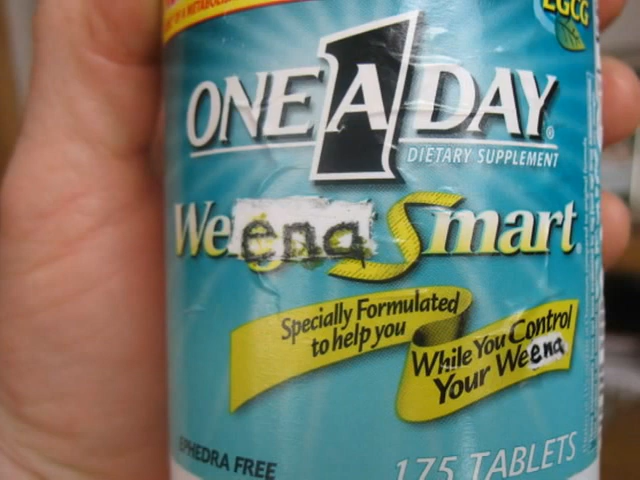 EGCG
ONE A DAY®
1
DIETARY SUPPLEMENT
Weena Smart®
Specially Formulated
to help you
While You Control
Your Weena
EPHEDRA FREE
175 TABLETS